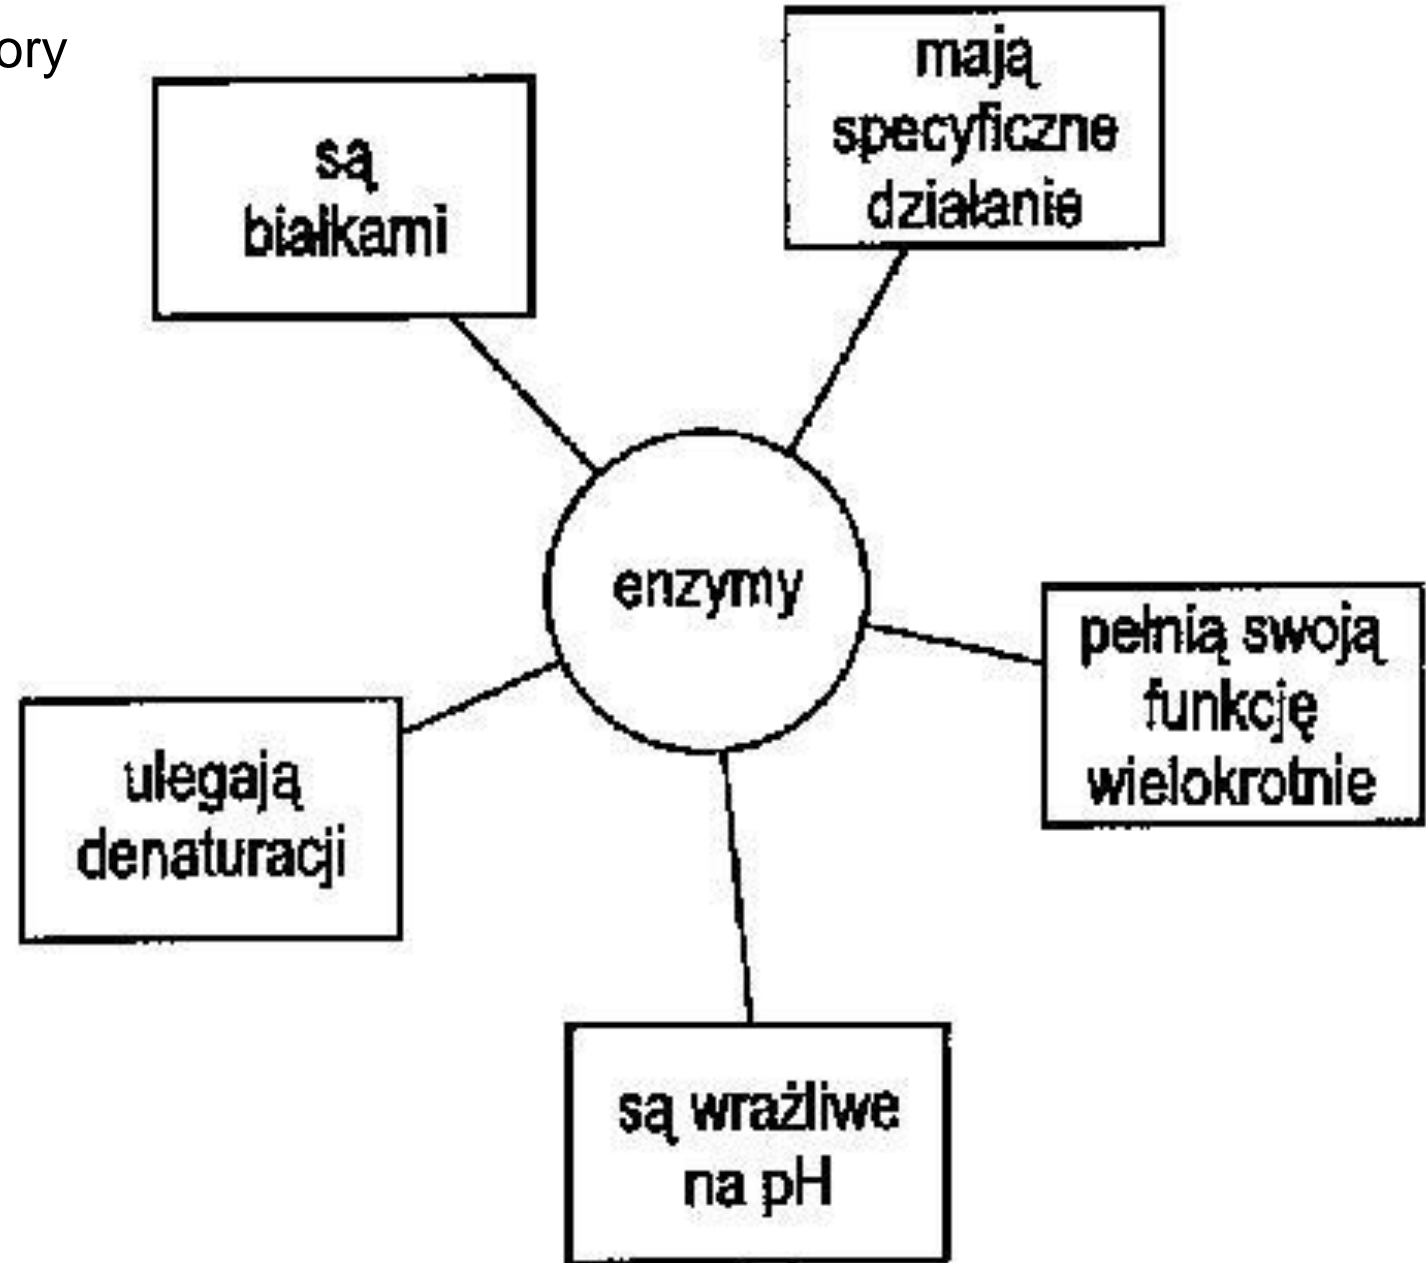 ory
są
białkami
mają
specyficzne
działanie
enzymy
pełnią swoją
funkcję
wielokrotnie
ulegają
denaturacji
są wrażliwe
na pH